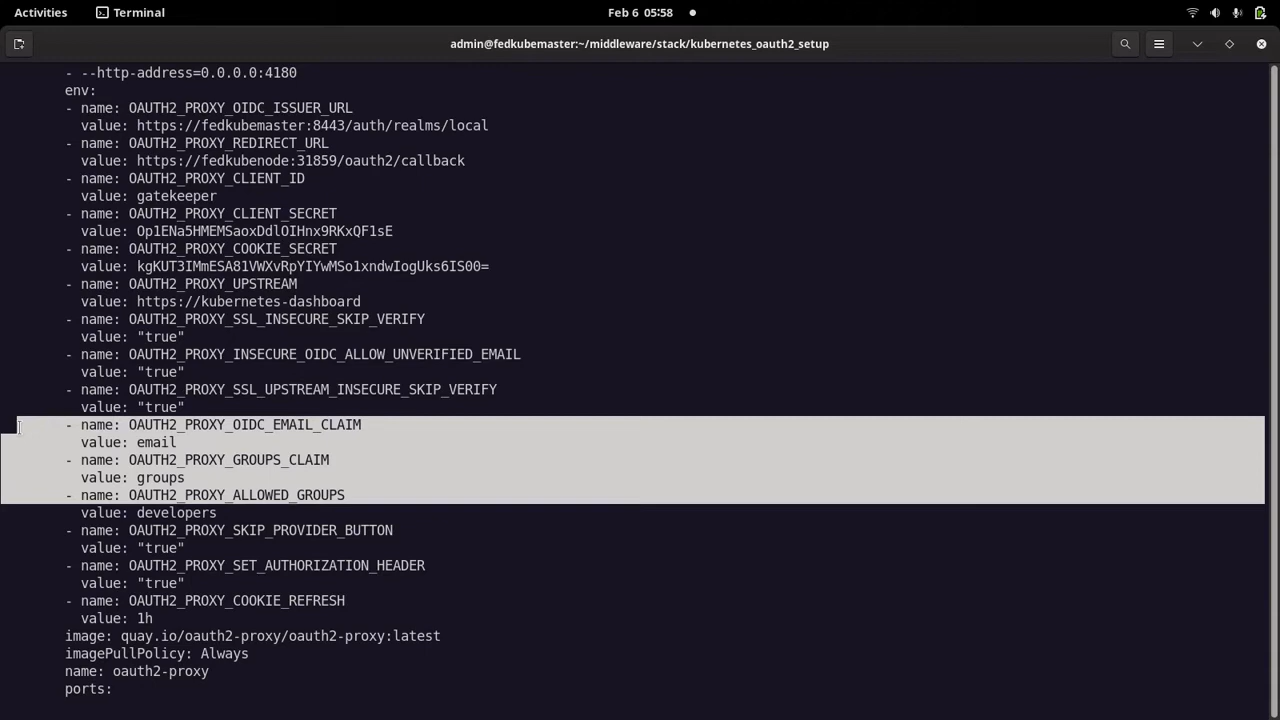 Activities
Terminal
Feb 6 05:58
admin@fedkubemaster:~/middleware/stack/kubernetes_oauth2_setup
- --http-address=0.0.0.0:4180
env:
- name: OAUTH2_PROXY_OIDC_ISSUER_URL
value: https://fedkubemaster:8443/auth/realms/local
- name: OAUTH2_PROXY_REDIRECT_URL
value: https://fedkubenode:31859/oauth2/callback
- name: OAUTH2_PROXY_CLIENT_ID
value: gatekeeper
- name: OAUTH2_PROXY_CLIENT_SECRET
value: Op1ENa5HMEMSaoxDdlOIHnx9RKxQF1sE
- name: OAUTH2_PROXY_COOKIE_SECRET
value: kgKUT3IMmESA81VWXvRpYIYwMSo1xndwIogUks6IS00=
- name: OAUTH2_PROXY_UPSTREAM
value: https://kubernetes-dashboard
- name: OAUTH2_PROXY_SSL_INSECURE_SKIP_VERIFY
value: "true"
- name: OAUTH2_PROXY_INSECURE_OIDC_ALLOW_UNVERIFIED_EMAIL
value: "true"
- name: OAUTH2_PROXY_SSL_UPSTREAM_INSECURE_SKIP_VERIFY
value: "true"
- name: OAUTH2_PROXY_OIDC_EMAIL_CLAIM
value: email
- name: OAUTH2_PROXY_GROUPS_CLAIM
value: groups
- name: OAUTH2_PROXY_ALLOWED_GROUPS
value: developers
- name: OAUTH2_PROXY_SKIP_PROVIDER_BUTTON
value: "true"
- name: OAUTH2_PROXY_SET_AUTHORIZATION_HEADER
value: "true"
- name: OAUTH2_PROXY_COOKIE_REFRESH
value: 1h
image: quay.io/oauth2-proxy/oauth2-proxy:latest
imagePullPolicy: Always
name: oauth2-proxy
ports: